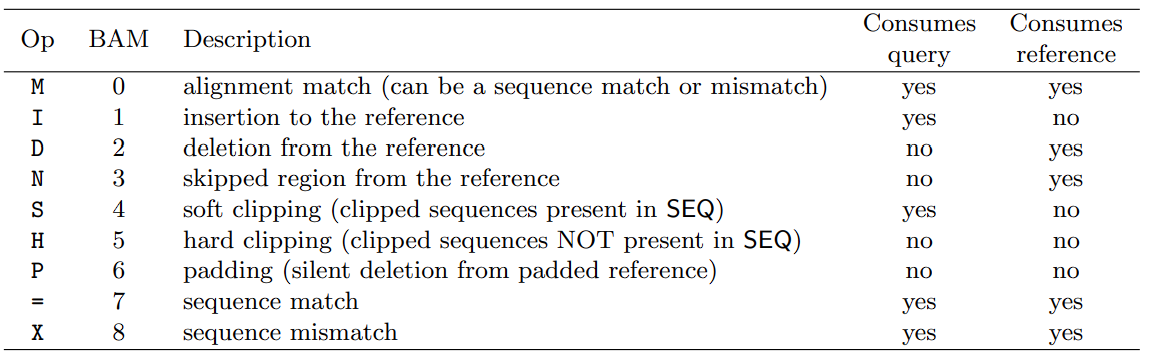 Op BAM Description Consumes query Consumes reference
M 0 alignment match (can be a sequence match or mismatch) yes yes
I 1 insertion to the reference yes no
D 2 deletion from the reference no yes
N 3 skipped region from the reference no yes
S 4 soft clipping (clipped sequences present in SEQ) yes no
H 5 hard clipping (clipped sequences NOT present in SEQ) no no
P 6 padding (silent deletion from padded reference) no no
= 7 sequence match yes yes
X 8 sequence mismatch yes yes